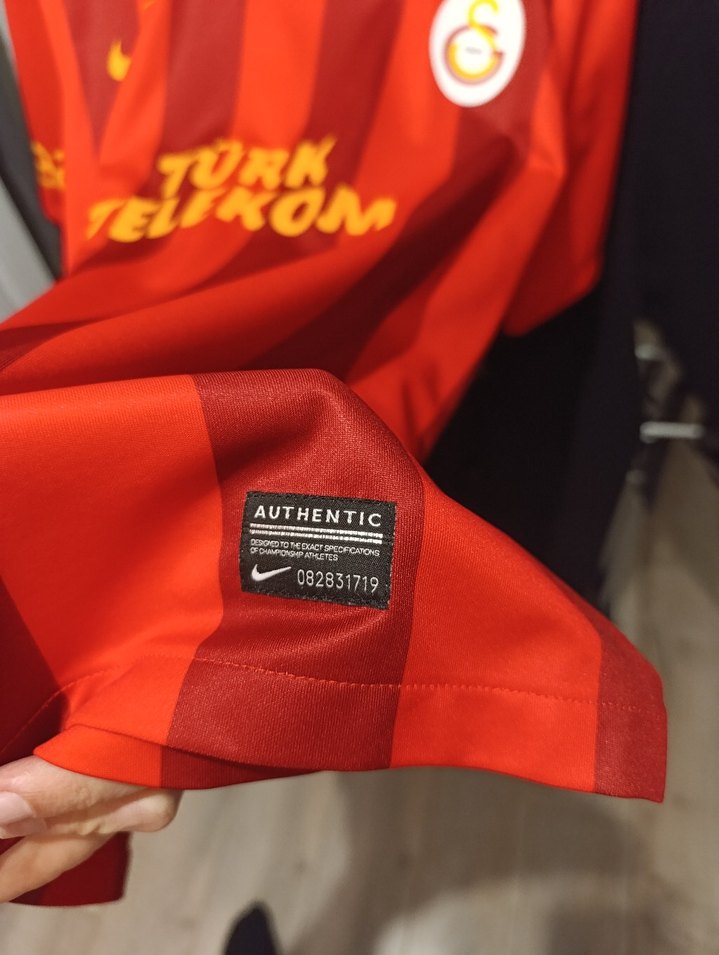 TÜRK
TELEKOM
AUTHENTIC
DESIGNED TO THE EXACT SPECIFICATIONS
OF CHAMPIONSHIP ATHLETES
082831719